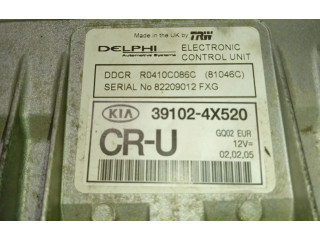 Made in the UK by TRW
DELPHI
Automotive Systems
ELECTRONIC
CONTROL UNIT
DDCR R0410C086C (81046C)
SERIAL No 82209012 FXG
KIA 39102-4X520
CR-U
GQ02 EUR
12V=
02,02,05